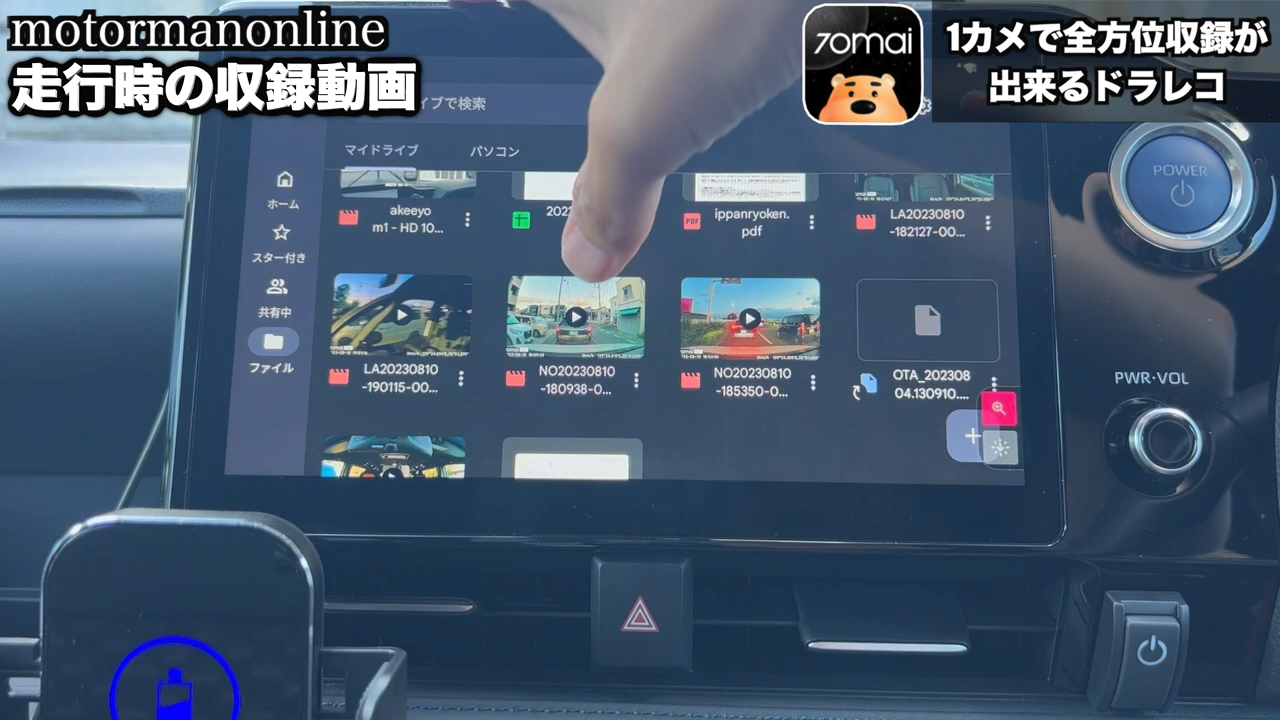 motormanonline
走行時の収録動画
70mai
1カメで全方位収録が
出来るドラレコ
イブで検索
マイドライブ
パソコン
ホーム
スター付き
共有中
ファイル
akeeyo
m1 - HD 10...
202
PDF
ippanryoken.
pdf
LA20230810
-182127-00...
LA20230810
-190115-00...
NO20230810
-180938-0...
NO20230810
-185350-0...
OTA_202308
04.130910....
POWER
PWR·VOL